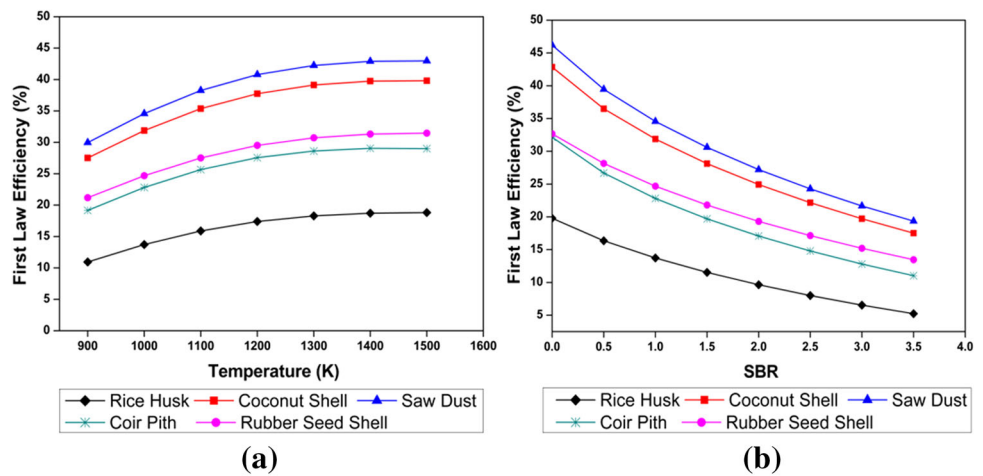 50
45
40
35
30
25
20
15
10
5
0
First Law Efficiency (%)
900 1000 1100 1200 1300 1400 1500 1600
Temperature (K)
Rice Husk Coconut Shell Saw Dust
Coir Pith Rubber Seed Shell
(a)
50
45
40
35
30
25
20
15
10
5
First Law Efficiency (%)
0.0 0.5 1.0 1.5 2.0 2.5 3.0 3.5 4.0
SBR
Rice Husk Coconut Shell Saw Dust
Coir Pith Rubber Seed Shell
(b)